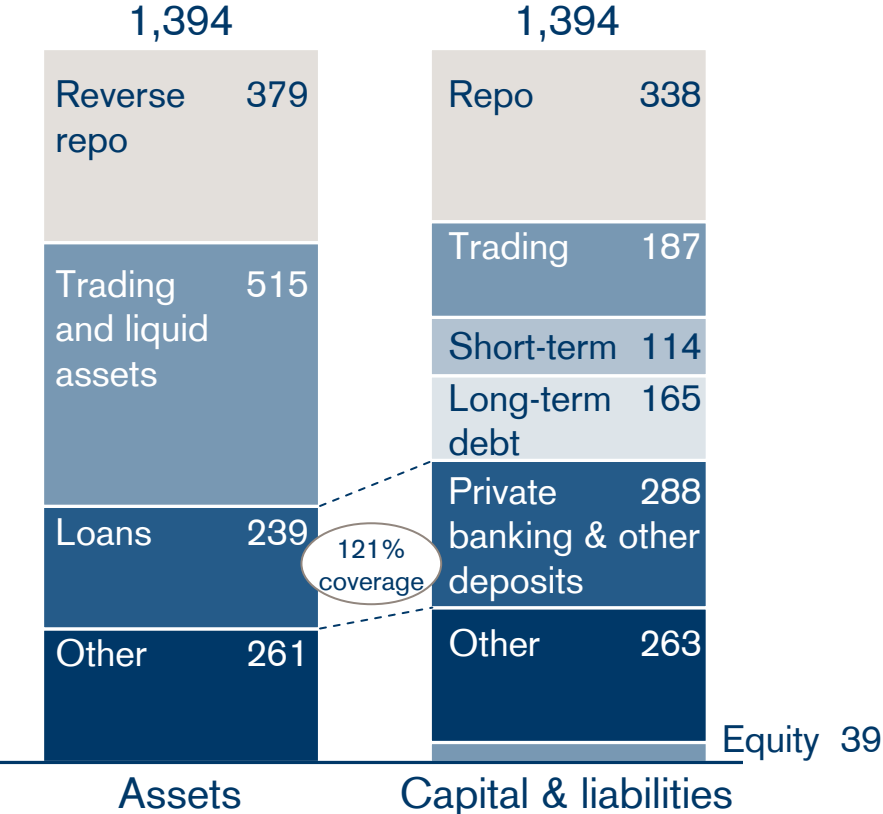 1,394
Reverse 379
repo
Trading 515
and liquid
assets
Loans 239
Other 261
Assets
121%
coverage
1,394
Repo 338
Trading 187
Short-term 114
Long-term 165
debt
Private 288
banking & other
deposits
Other 263
Equity 39
Capital & liabilities